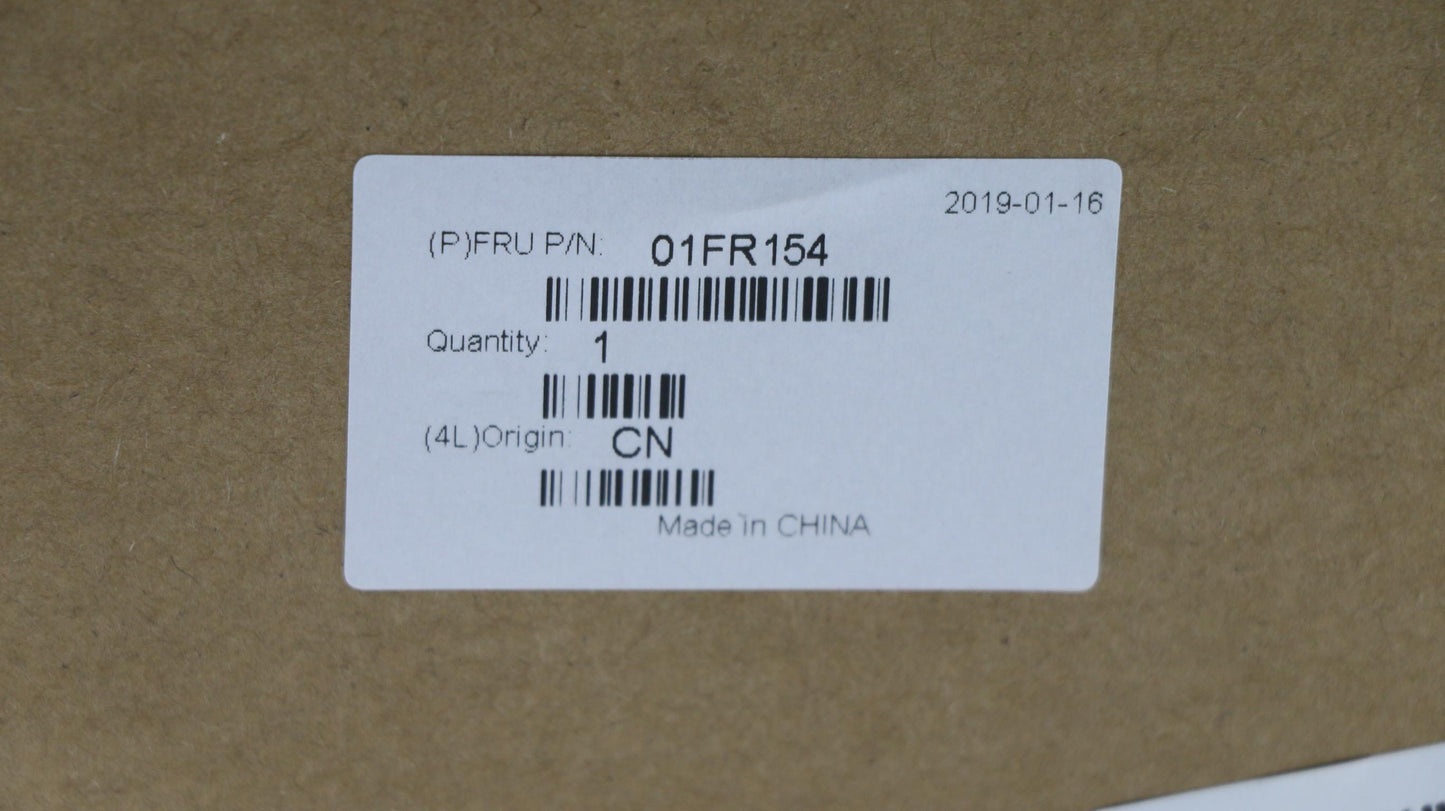 2019-01-16
(P)FRU P/N: 01FR154
Quantity: 1
(4L)Origin: CN
Made in CHINA